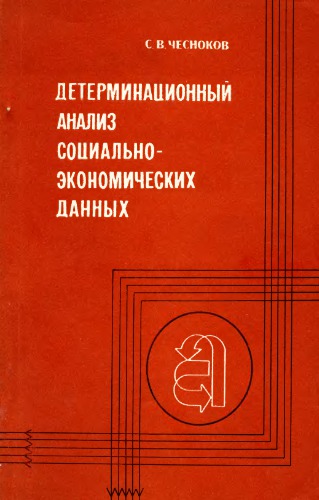 С. В. ЧЕСНОКОВ
ДЕТЕРМИНАЦИОННЫЙ
АНАЛИЗ
СОЦИАЛЬНО-
ЭКОНОМИЧЕСКИХ
ДАННЫХ